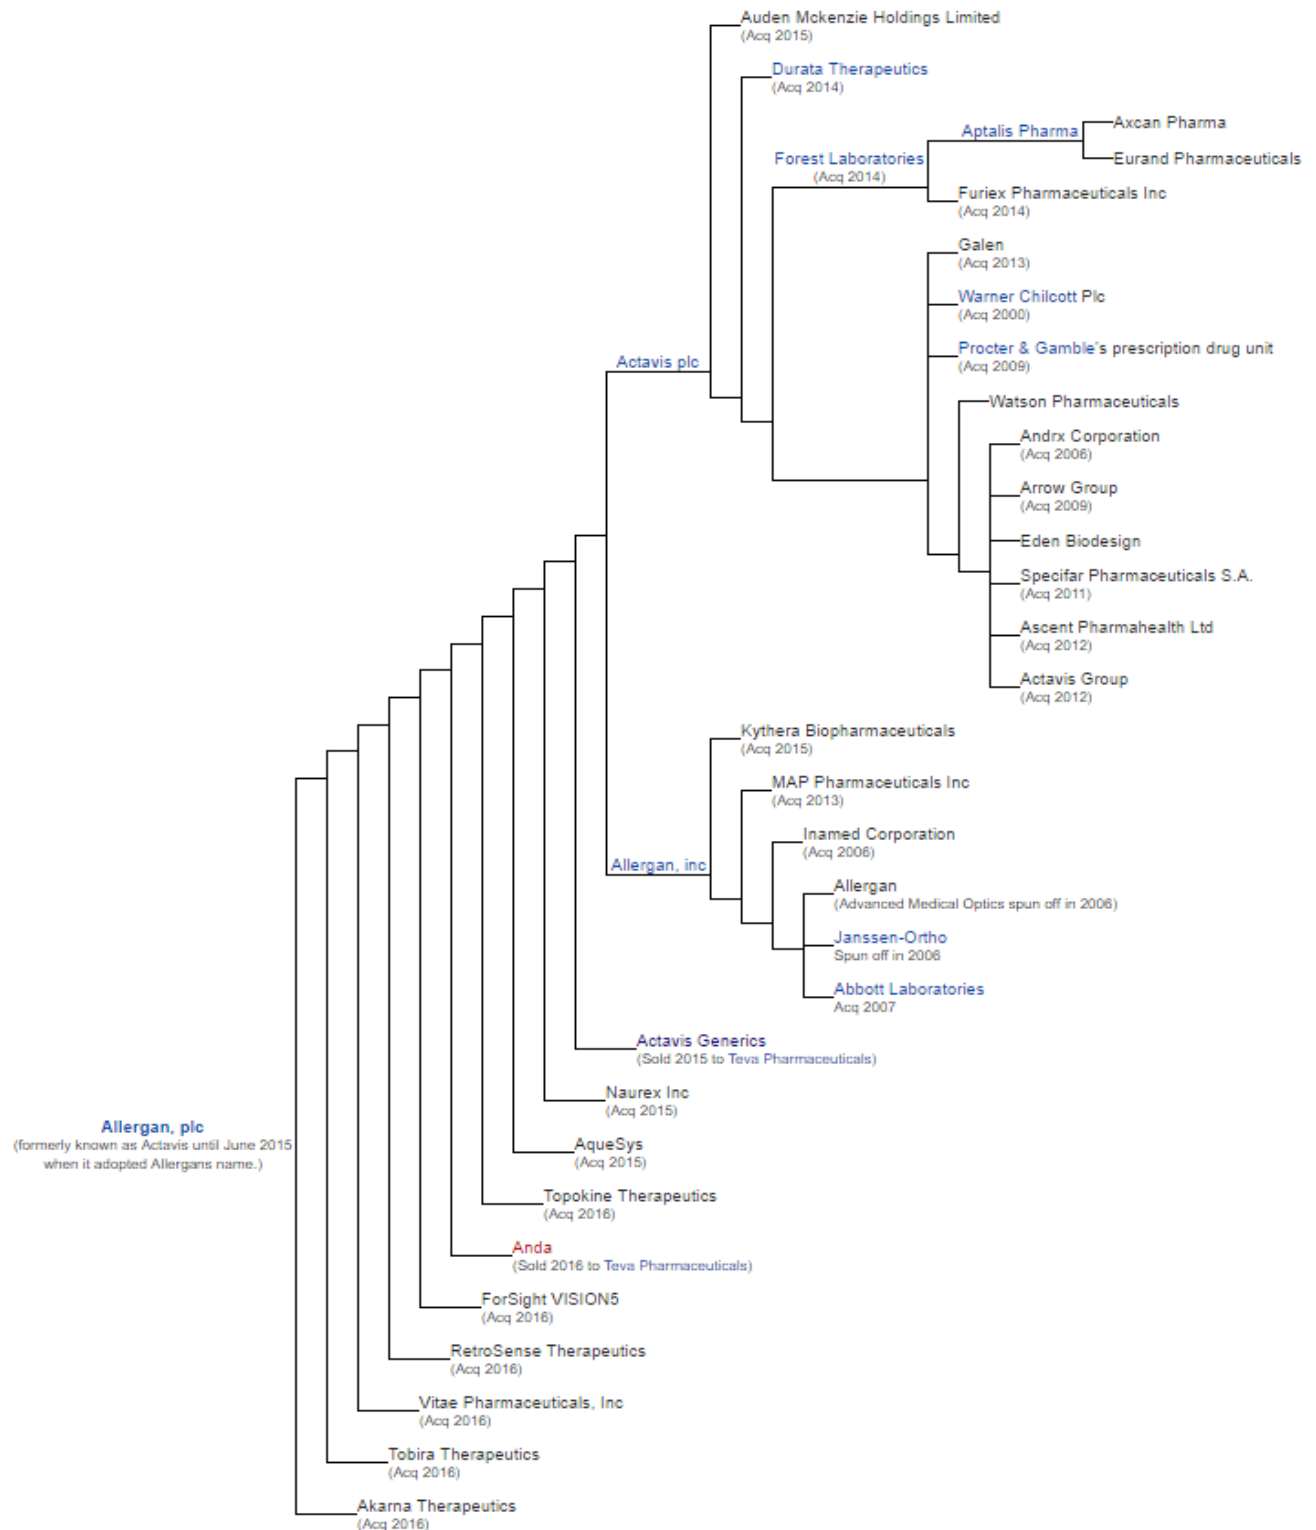 Auden Mckenzie Holdings Limited
(Acq 2015)
Durata Therapeutics
(Acq 2014)
Axcan Pharma
Aptalis Pharma
Eurand Pharmaceuticals
Forest Laboratories
(Acq 2014)
Furiex Pharmaceuticals Inc
(Acq 2014)
Galen
(Acq 2013)
Warner Chilcott Plc
(Acq 2000)
Procter & Gamble's prescription drug unit
(Acq 2009)
Actavis plc
Watson Pharmaceuticals
Andrx Corporation
(Acq 2006)
Arrow Group
(Acq 2009)
Eden Biodesign
Specifar Pharmaceuticals S.A.
(Acq 2011)
Ascent Pharmahealth Ltd
(Acq 2012)
Actavis Group
(Acq 2012)
Kythera Biopharmaceuticals
(Acq 2015)
MAP Pharmaceuticals Inc
(Acq 2013)
Inamed Corporation
(Acq 2006)
Allergan, inc
Allergan
(Advanced Medical Optics spun off in 2006)
Janssen-Ortho
Spun off in 2006
Abbott Laboratories
Acq 2007
Actavis Generics
(Sold 2015 to Teva Pharmaceuticals)
Naurex Inc
(Acq 2015)
Allergan, plc
(formerly known as Actavis until June 2015
when it adopted Allergans name.)
AqueSys
(Acq 2015)
Topokine Therapeutics
(Acq 2016)
Anda
(Sold 2016 to Teva Pharmaceuticals)
ForSight VISION5
(Acq 2016)
RetroSense Therapeutics
(Acq 2016)
Vitae Pharmaceuticals, Inc
(Acq 2016)
Tobira Therapeutics
(Acq 2016)
Akarna Therapeutics
(Acq 2016)